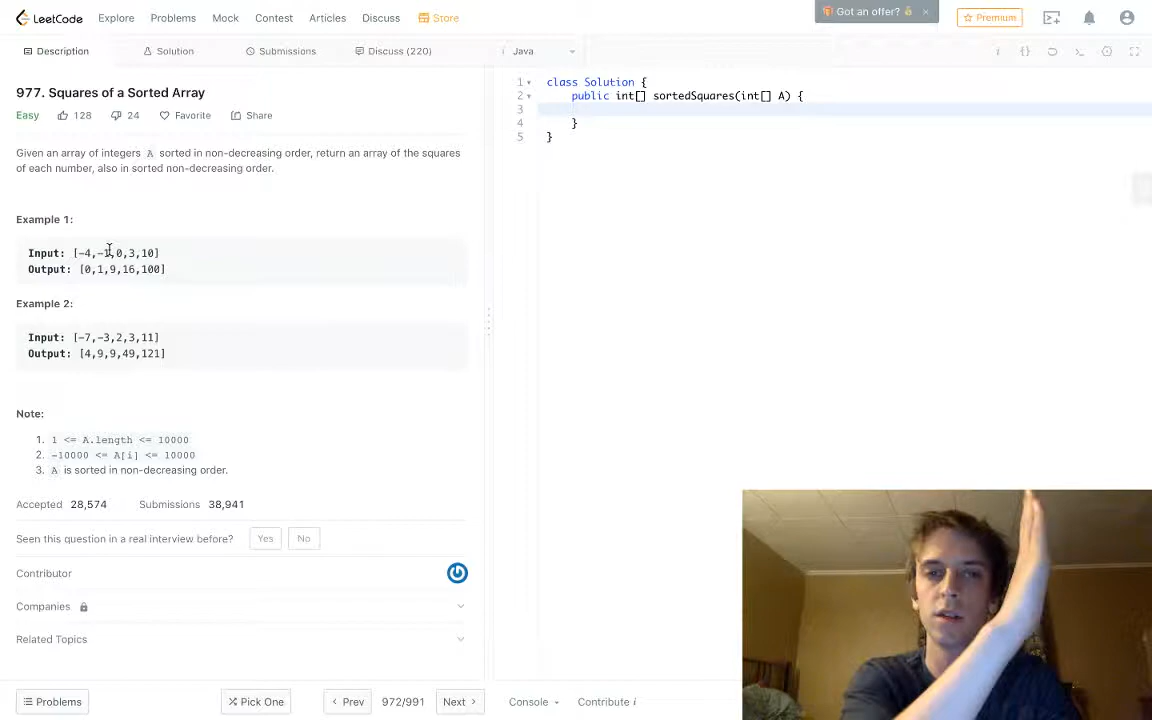 LeetCode Explore Problems Mock Contest Articles Discuss Store Got an offer? × Premium
Description Solution Submissions Discuss (220) i Java i {}
977. Squares of a Sorted Array
Easy 128 24 Favorite Share
Given an array of integers A sorted in non-decreasing order, return an array of the squares
of each number, also in sorted non-decreasing order.
Example 1:
Input: [-4,-1,0,3,10]
Output: [0,1,9,16,100]
Example 2:
Input: [-7,-3,2,3,11]
Output: [4,9,9,49,121]
Note:
1. 1 <= A.length <= 10000
2. -10000 <= A[i] <= 10000
3. A is sorted in non-decreasing order.
Accepted 28,574 Submissions 38,941
Seen this question in a real interview before? Yes No
Contributor
Companies
Related Topics
Problems Pick One Prev 972/991 Next Console Contribute i
1 class Solution {
2 public int[] sortedSquares(int[] A) {
3
4 }
5 }